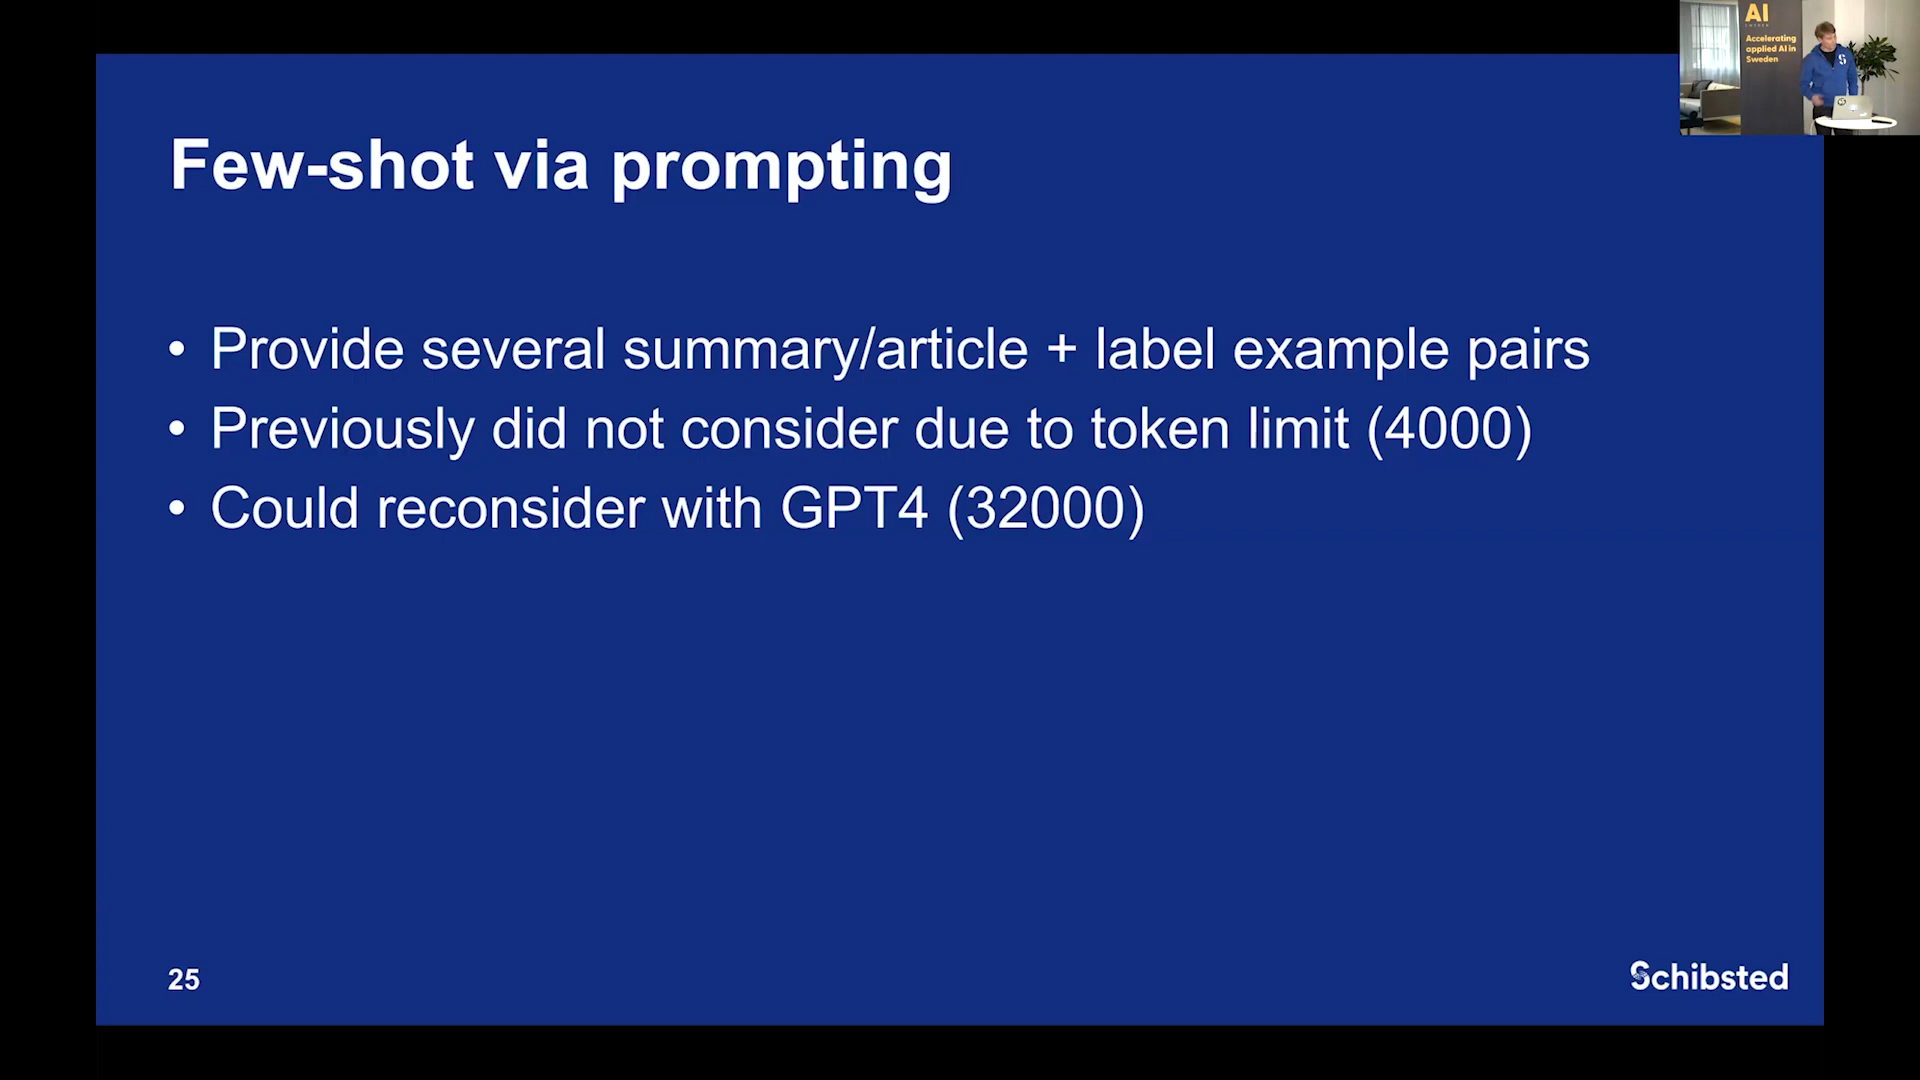 Few-shot via prompting
• Provide several summary/article + label example pairs
• Previously did not consider due to token limit (4000)
• Could reconsider with GPT4 (32000)
25
Schibsted
AI
Accelerating
applied AI in
Sweden